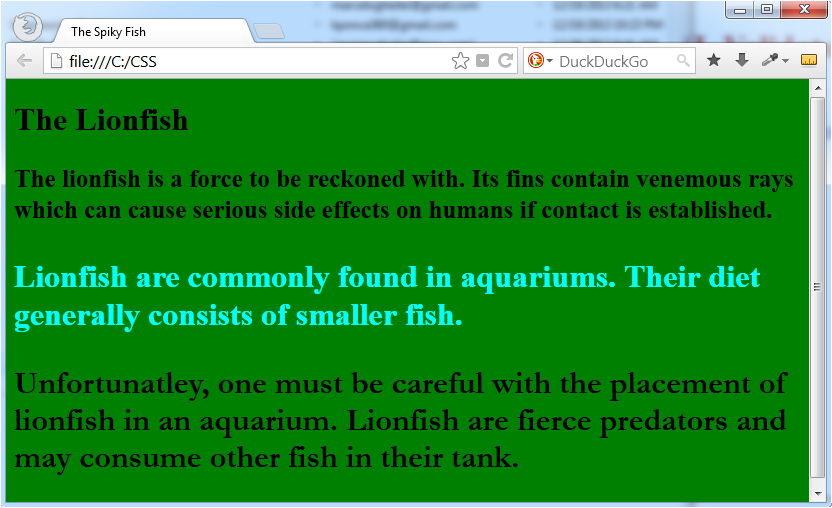 The Spiky Fish
file:///C:/CSS
DuckDuckGo
The Lionfish
The lionfish is a force to be reckoned with. Its fins contain venemous rays
which can cause serious side effects on humans if contact is established.
Lionfish are commonly found in aquariums. Their diet
generally consists of smaller fish.
Unfortunatley, one must be careful with the placement of
lionfish in an aquarium. Lionfish are fierce predators and
may consume other fish in their tank.